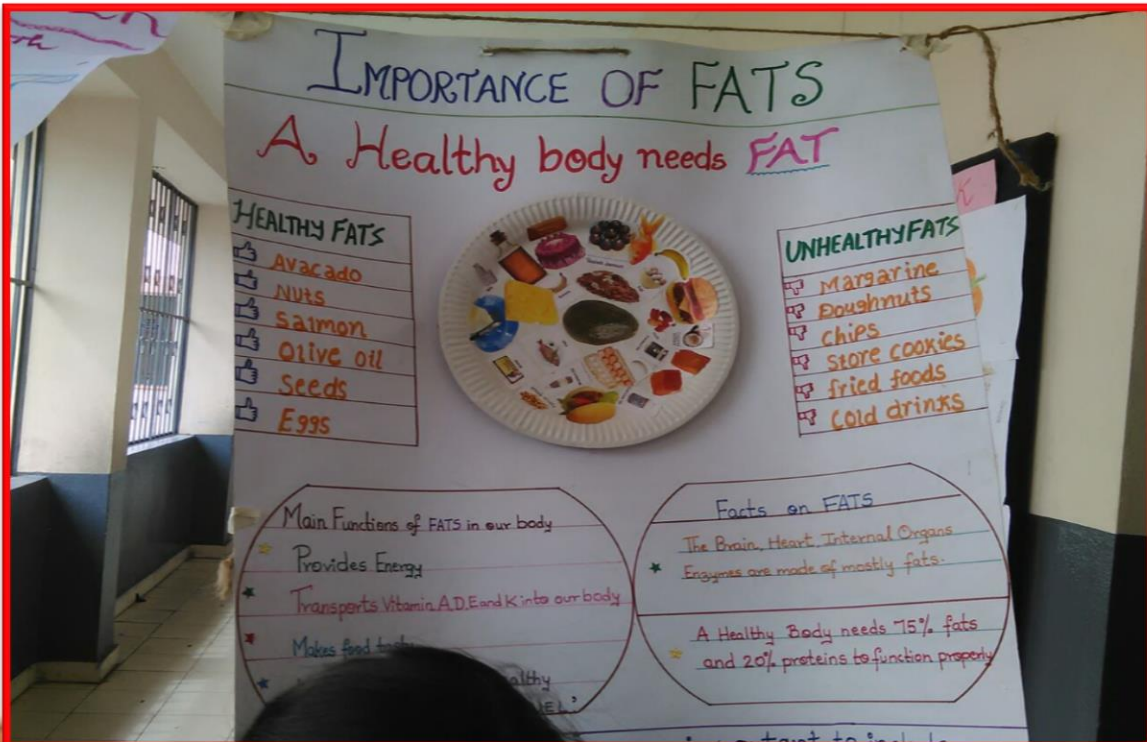 IMPORTANCE OF FATS
A Healthy body needs FAT
HEALTHY FATS
Avacado
Nuts
Salmon
Olive oil
Seeds
Eggs
UNHEALTHY FATS
Margarine
Doughnuts
Chips
Store cookies
fried foods
Cold drinks
Main Functions of FATS in our body
Provides Energy
Transports Vitamin A,D,E and K into our body
Makes food
Facts on FATS
The Brain, Heart, Internal Organs
Enzymes are made of mostly fats.
A Healthy Body needs 75% fats
and 20% proteins to function properly
to include